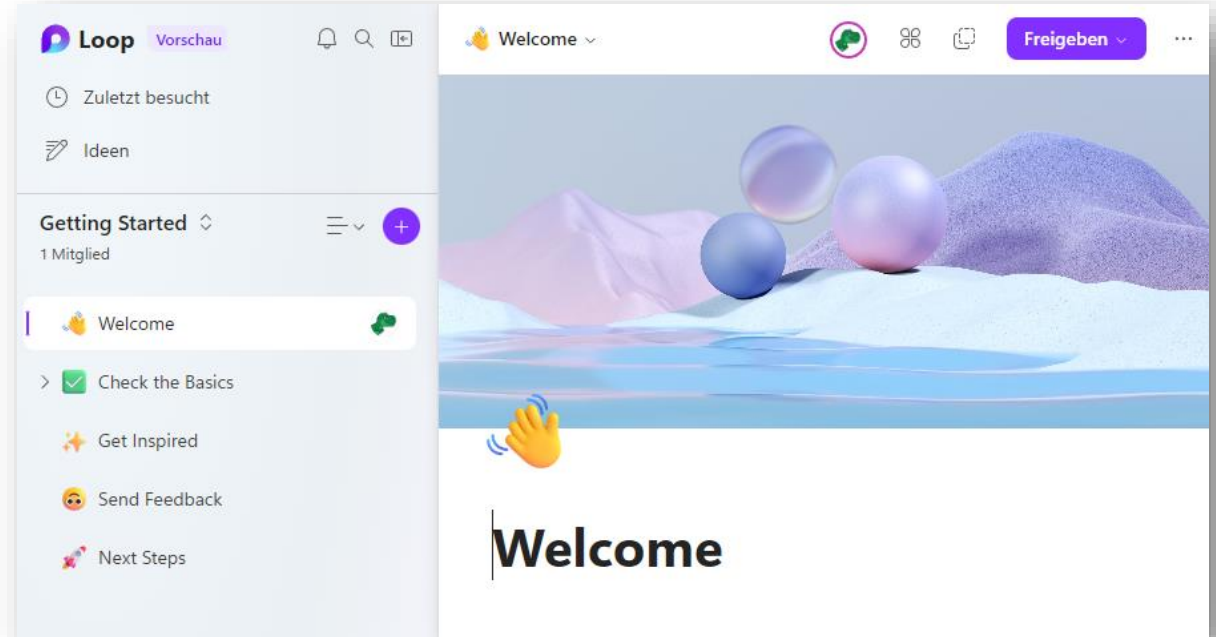 Loop Vorschau
Welcome
Freigeben
Zuletzt besucht
Ideen
Getting Started
1 Mitglied
Welcome
Check the Basics
Get Inspired
Send Feedback
Next Steps
Welcome